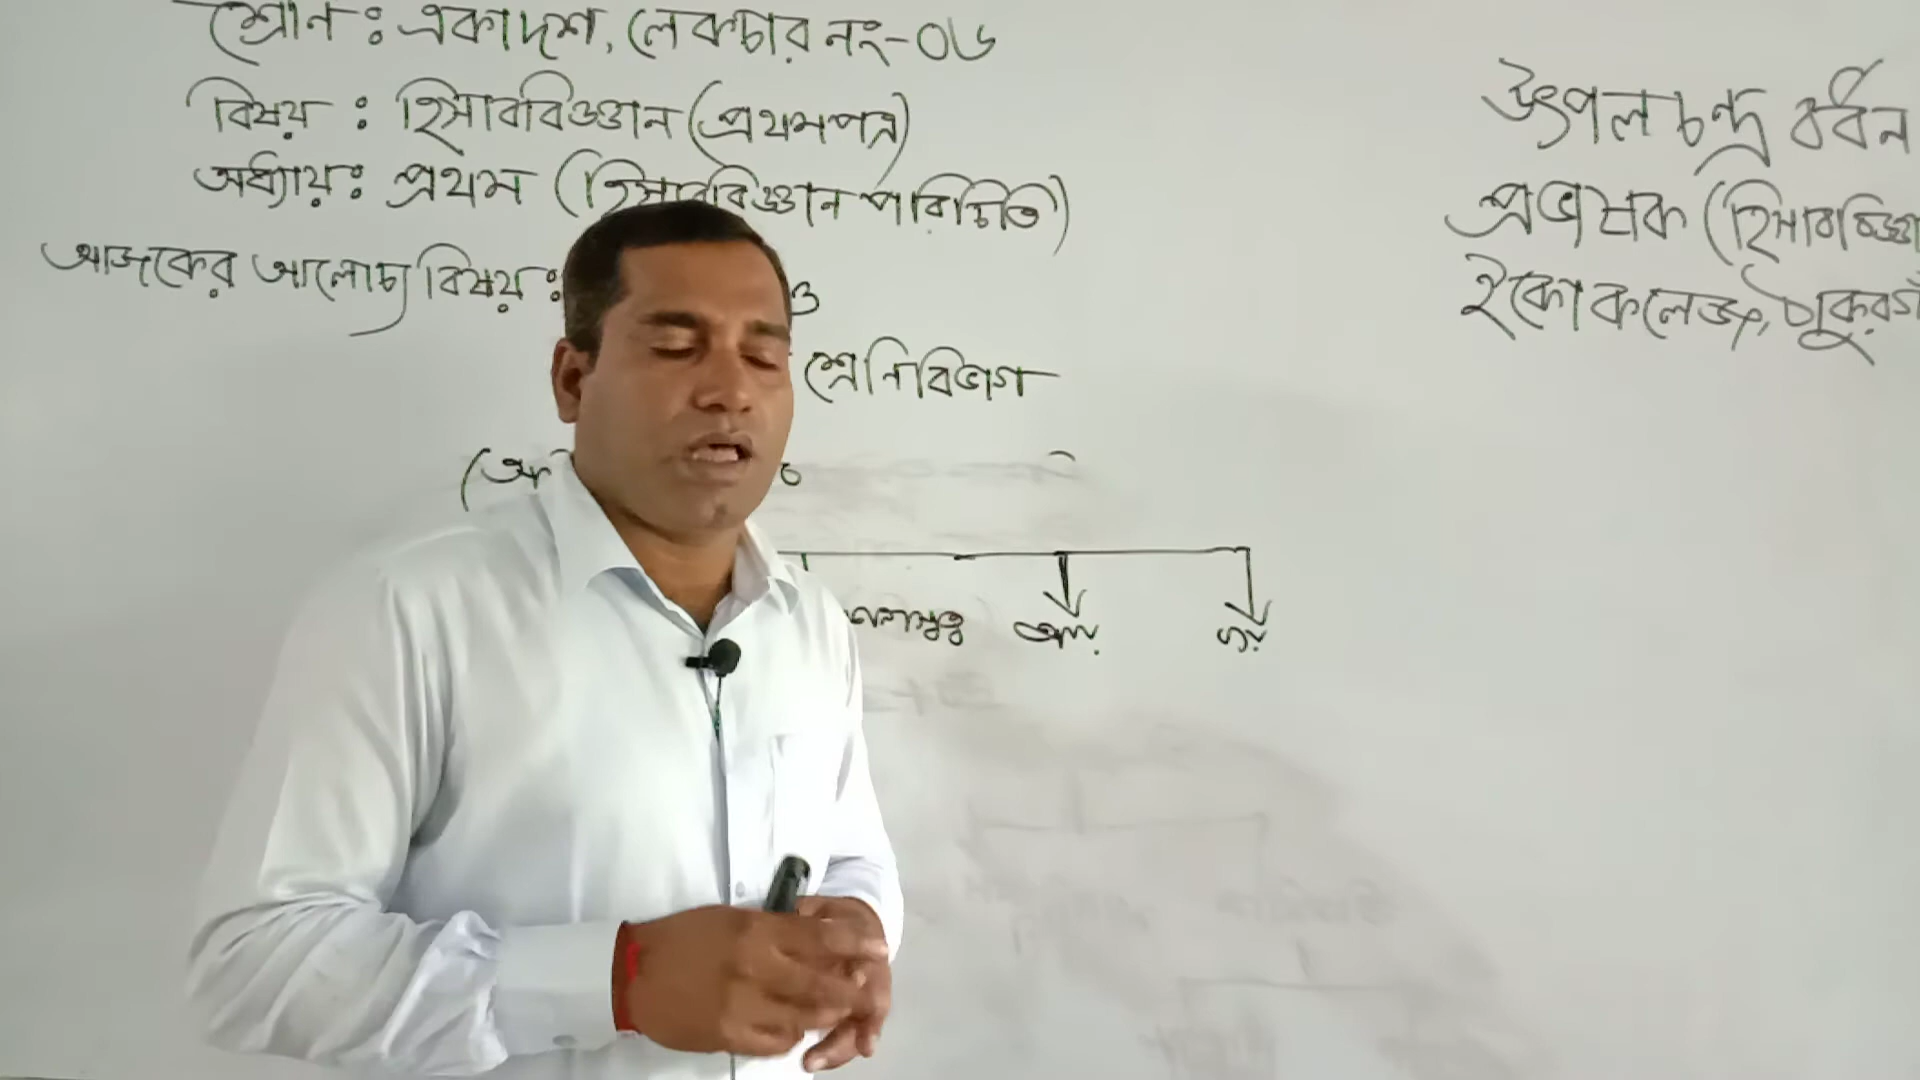 শ্রেণি : একাদশ, লেকচার নং-০৬
বিষয় : হিসাববিজ্ঞান (প্রথমপত্র)
অধ্যায়ঃ প্রথম (হিসাববিজ্ঞান পরিচিতি)
আজকের আলোচ্য বিষয় : ও
শ্রেনিবিভাগ
উৎপল চন্দ্র বর্মন
প্রভাষক (হিসাববিজ্ঞা
ইকো কলেজ, ঠাকুরগাঁ